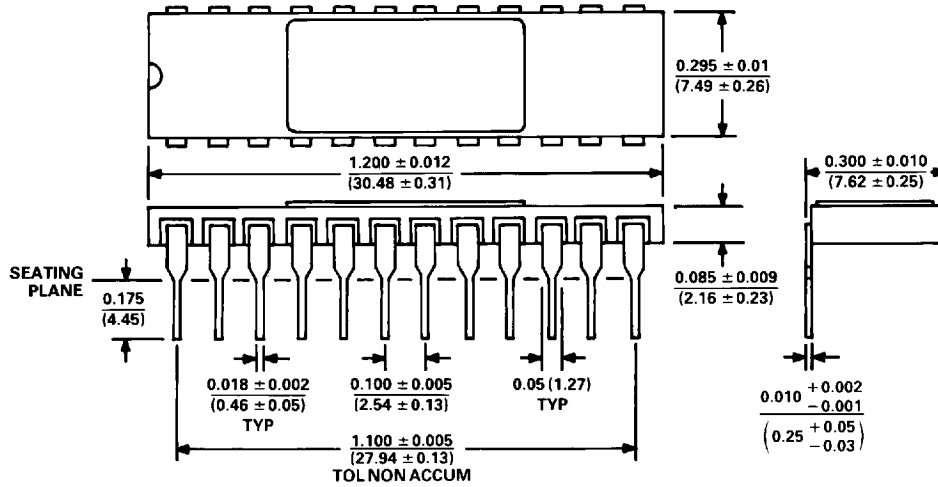 0.295 ± 0.01
(7.49 ± 0.26)
1.200 ± 0.012
(30.48 ± 0.31)
0.300 ± 0.010
(7.62 ± 0.25)
SEATING
PLANE
0.175
(4.45)
0.085 ± 0.009
(2.16 ± 0.23)
0.018 ± 0.002
(0.46 ± 0.05)
TYP
0.100 ± 0.005
(2.54 ± 0.13)
0.05 (1.27)
TYP
0.010 + 0.002
- 0.001
(0.25 + 0.05
- 0.03)
1.100 ± 0.005
(27.94 ± 0.13)
TOL NON ACCUM